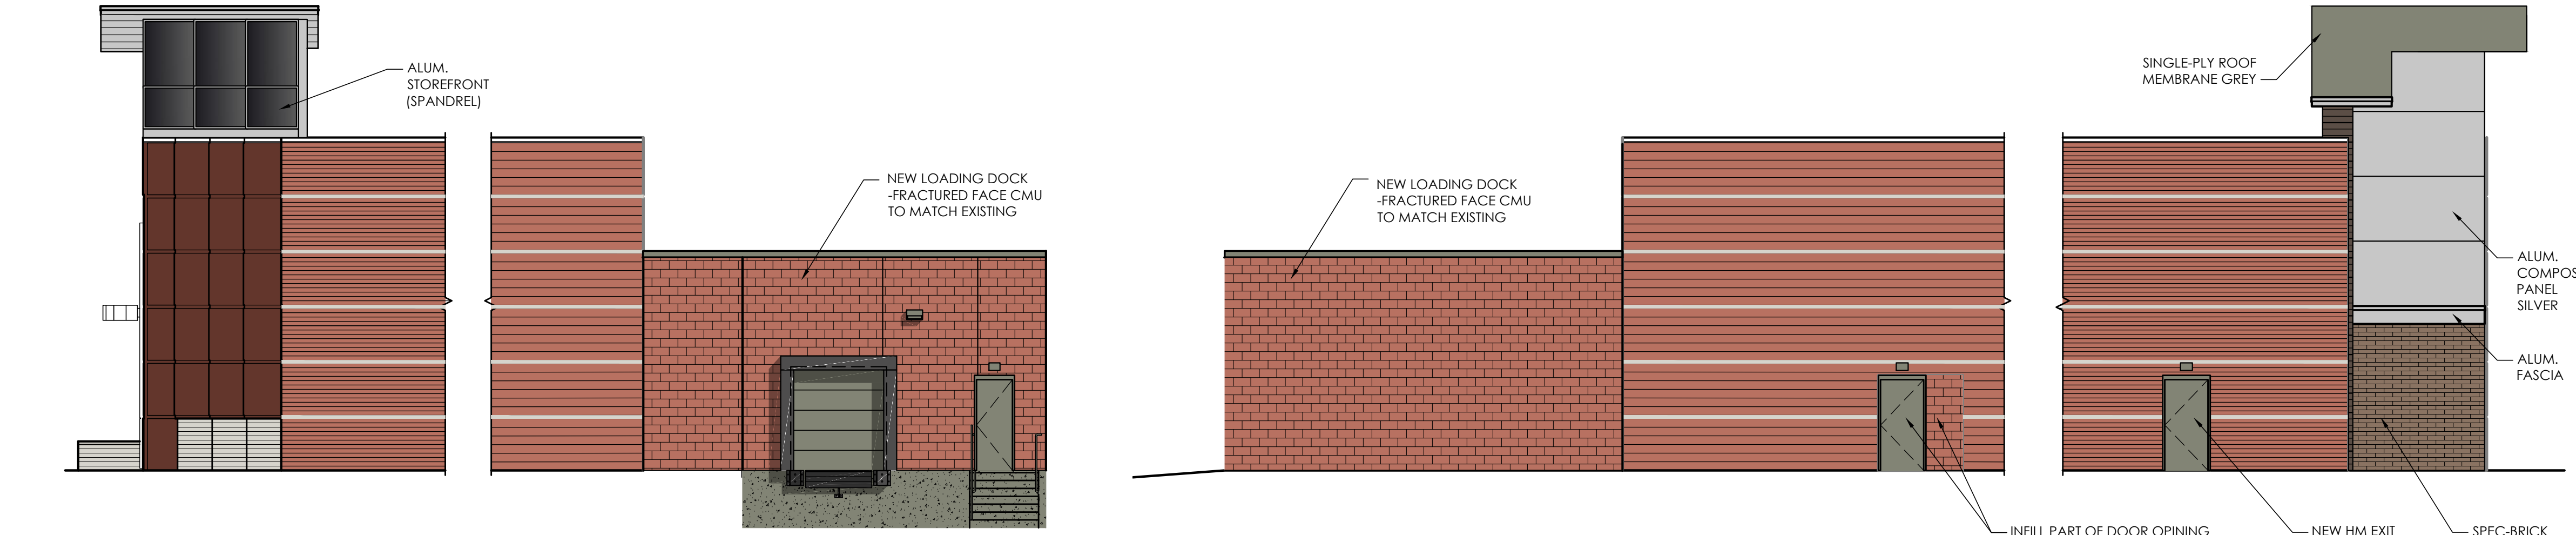 ALUM.
STOREFRONT
(SPANDREL)
NEW LOADING DOCK
-FRACTURED FACE CMU
TO MATCH EXISTING
NEW LOADING DOCK
-FRACTURED FACE CMU
TO MATCH EXISTING
SINGLE-PLY ROOF
MEMBRANE GREY
ALUM.
COMPOS
PANEL
SILVER
ALUM.
FASCIA
INFILL PART OF DOOR OPINING
NEW HM EXIT
SPEC-BRICK